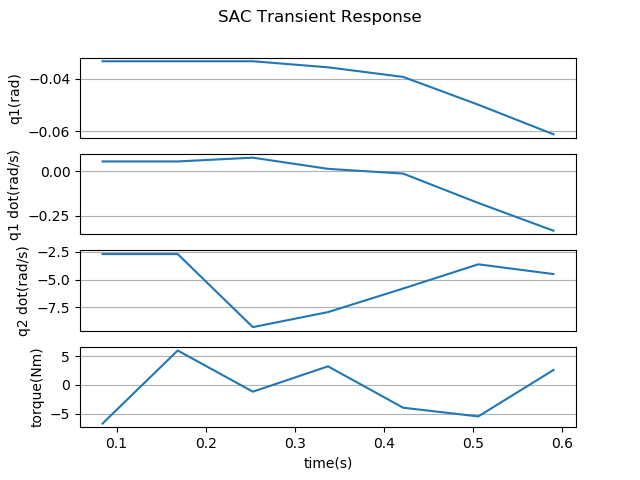 SAC Transient Response
q1(rad)
−0.04
−0.06
q1 dot(rad/s)
0.00
−0.25
q2 dot(rad/s)
−2.5
−5.0
−7.5
torque(Nm)
5
0
−5
0.1 0.2 0.3 0.4 0.5 0.6
time(s)